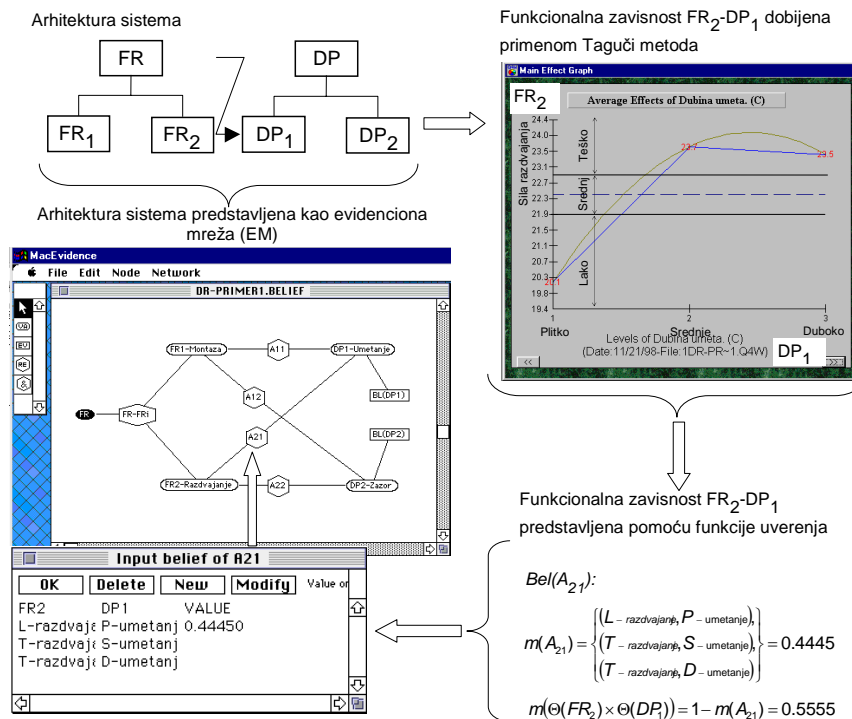 Arhitektura sistema
FR
DP
FR1
FR2
DP1
DP2
Arhitektura sistema predstavljena kao evidenciona
mreža (EM)
Funkcionalna zavisnost FR2-DP1 dobijena
primenom Taguči metoda
Main Effect Graph
FR2
Average Effects of Dubina umeta. (C)
Sila razdvajanja
24.4
23.9
23.5
23.1
22.7
22.3
21.9
21.5
21.1
20.7
20.3
19.8
19.4
Teško
Srednj
Lako
20.1
23.7
23.5
1
2
3
Plitko
Srednje
Duboko
Levels of Dubina umeta. (C)
(Date:11/21/98-File:1DR-PR~1.Q4W)
DP1
<<
>>
MacEvidence
File Edit Node Network
DR-PRIMER1.BELIEF
VA
EV
RE
&
FR
FR-FRi
FR1-Montaza
A11
DP1-Umetanje
A12
BL(DP1)
A21
BL(DP2)
FR2-Razdvajanje
A22
DP2-Zazor
Input belief of A21
OK Delete New Modify Value or
FR2 DP1 VALUE
L-razdvaja P-umetanj 0.44450
T-razdvaja S-umetanj
T-razdvaja D-umetanj
Funkcionalna zavisnost FR2-DP1
predstavljena pomoću funkcije uverenja
Bel(A21):
m(A21) = {(L - razdvajanje, P - umetanje), (T - razdvajanje, S - umetanje), (T - razdvajanje, D - umetanje)} = 0.4445
m(Θ(FR2)×Θ(DP1)) = 1 - m(A21) = 0.5555